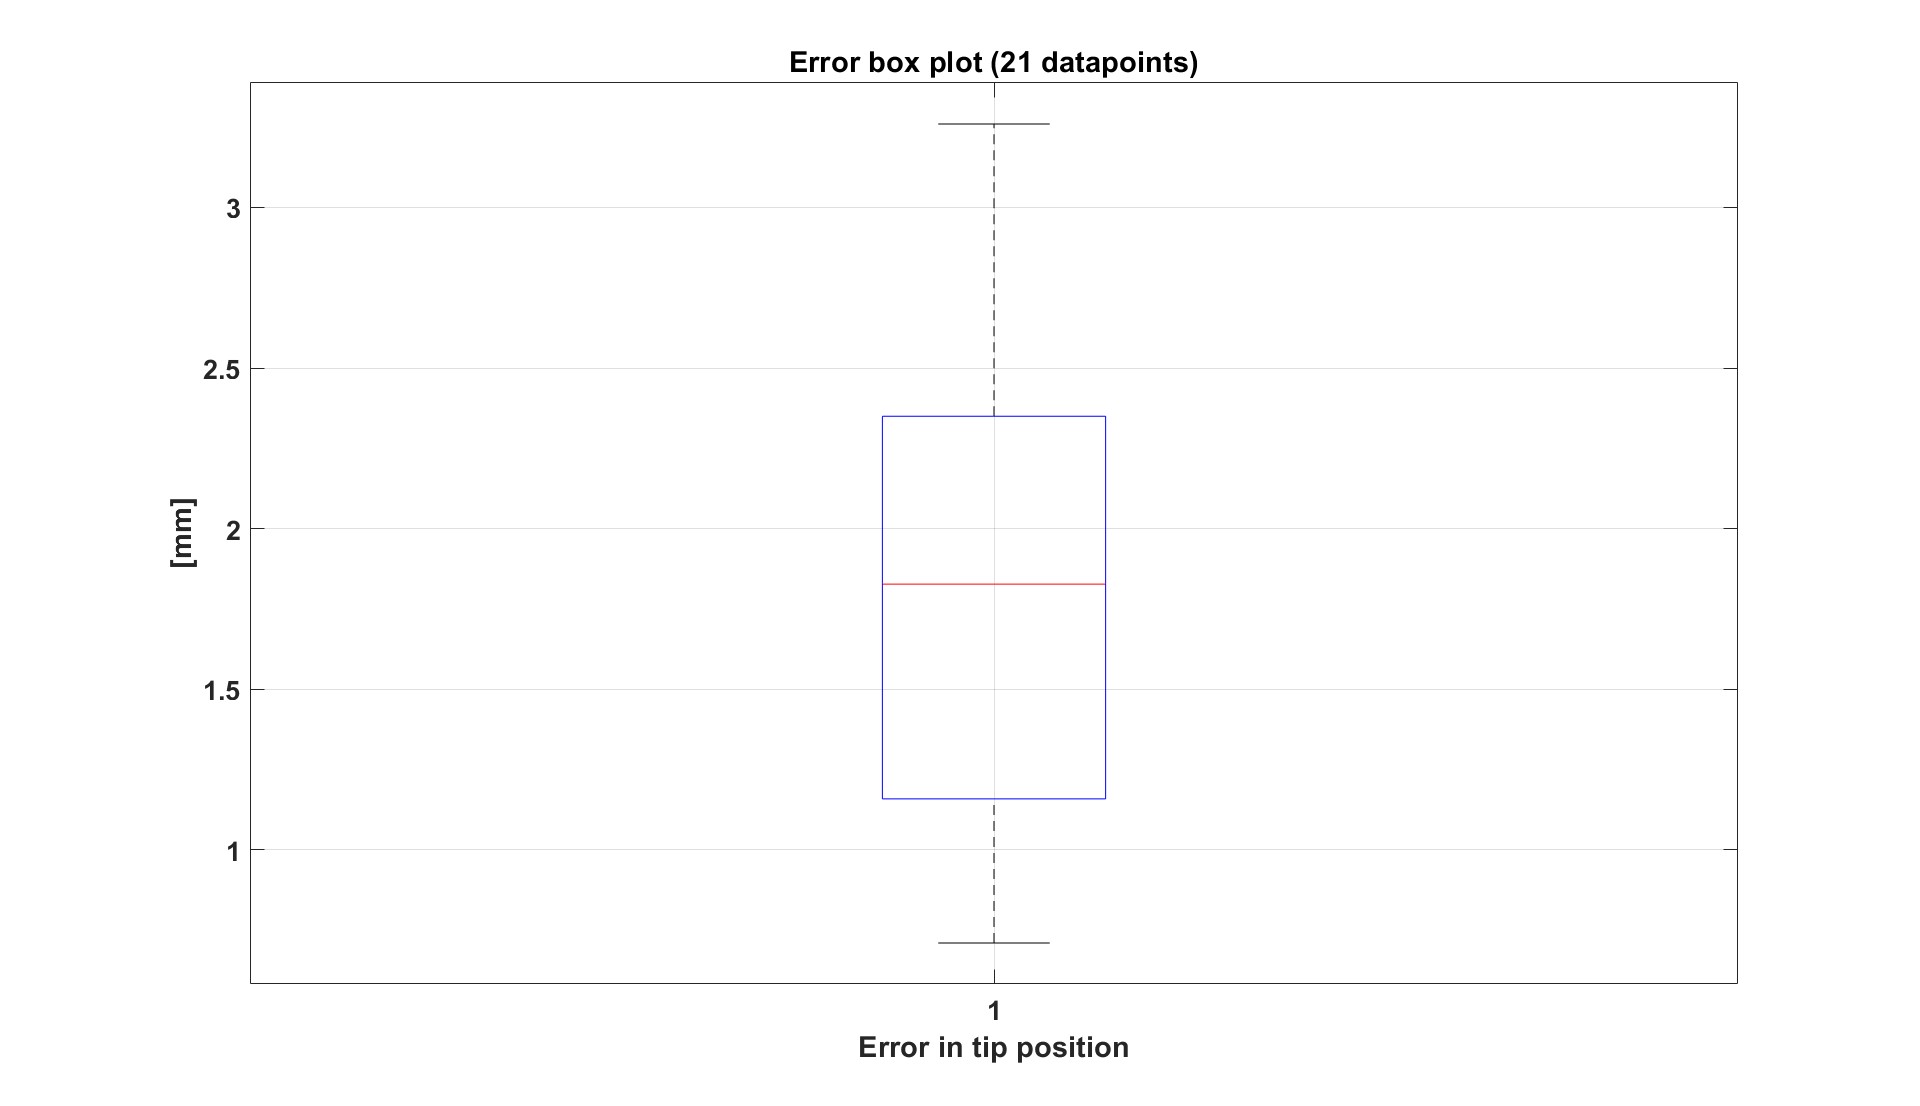 Error box plot (21 datapoints)
3
2.5
2
1.5
1
[mm]
1
Error in tip position